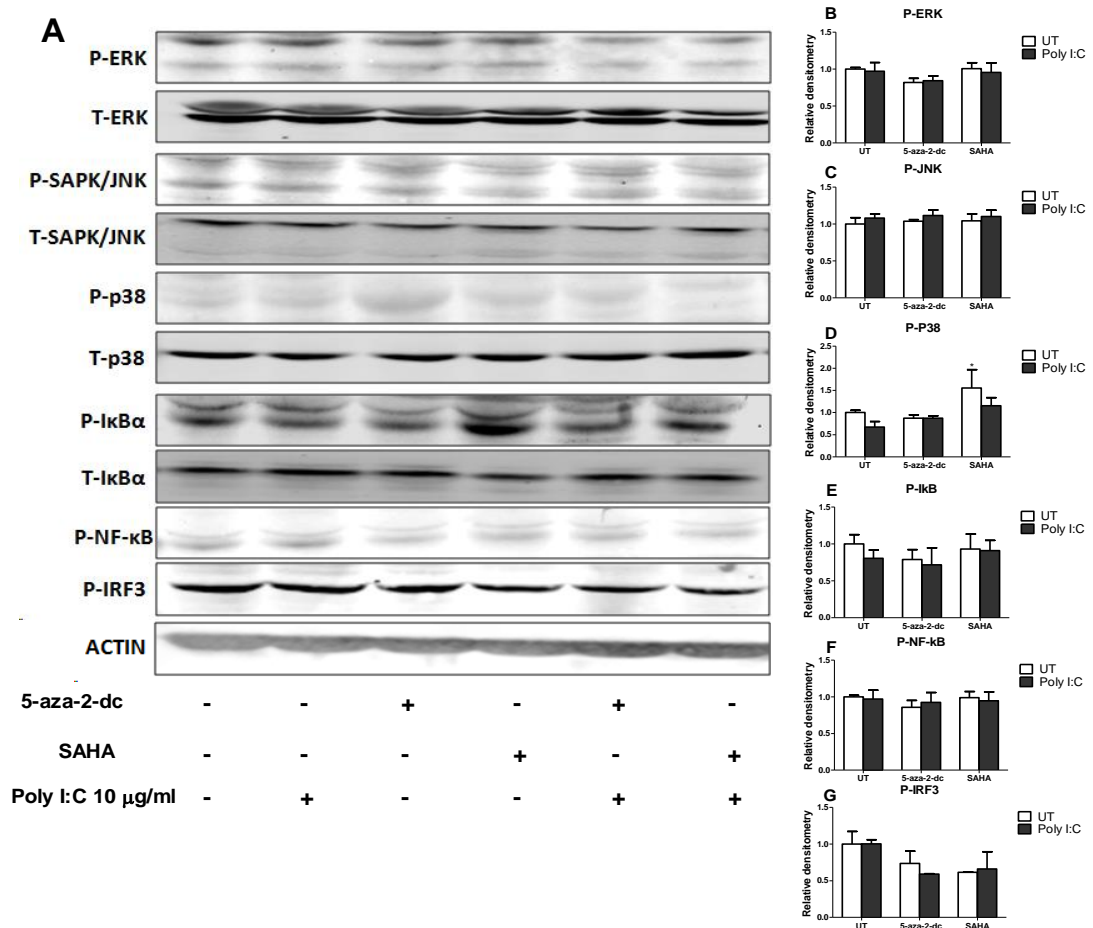 A
P-ERK
T-ERK
P-SAPK/JNK
T-SAPK/JNK
P-p38
T-p38
P-IκBα
T-IκBα
P-NF-κB
P-IRF3
ACTIN
5-aza-2-dc - - + - + -
SAHA - - - + - +
Poly I:C 10 μg/ml - + - - + +
B
P-ERK
1.5
1.0
0.5
0.0
Relative densitometry
UT 5-aza-2-dc SAHA
UT
Poly I:C
C
P-JNK
1.5
1.0
0.5
0.0
Relative densitometry
UT 5-aza-2-dc SAHA
UT
Poly I:C
D
P-P38
2.5
2.0
1.5
1.0
0.5
0.0
Relative densitometry
*
UT 5-aza-2-dc SAHA
UT
Poly I:C
E
P-IkB
1.5
1.0
0.5
0.0
Relative densitometry
UT 5-aza-2-dc SAHA
UT
Poly I:C
F
P-NF-kB
1.5
1.0
0.5
0.0
Relative densitometry
UT 5-aza-2-dc SAHA
UT
Poly I:C
G
P-IRF3
1.5
1.0
0.5
0.0
Relative densitometry
UT 5-aza-2-dc SAHA
UT
Poly I:C